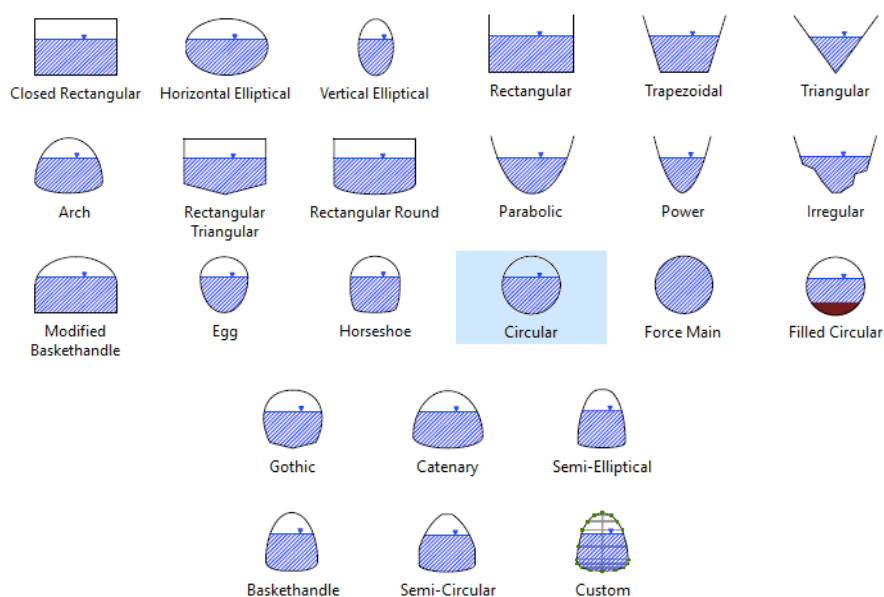 Closed Rectangular
Horizontal Elliptical
Vertical Elliptical
Rectangular
Trapezoidal
Triangular
Arch
Rectangular
Triangular
Rectangular Round
Parabolic
Power
Irregular
Modified
Baskethandle
Egg
Horseshoe
Circular
Force Main
Filled Circular
Gothic
Catenary
Semi-Elliptical
Baskethandle
Semi-Circular
Custom